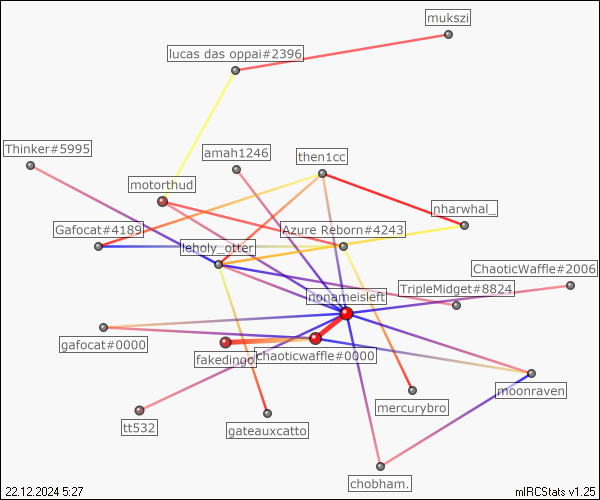 mukszi
lucas das oppai#2396
Thinker#5995
amah1246
then1cc
motorthud
nharwhal_
Gafocat#4189
Azure Reborn#4243
leholy_otter
ChaoticWaffle#2006
TripleMidget#8824
nonameisleft
gafocat#0000
fakedingo
chaoticwaffle#0000
moonraven
mercurybro
tt532
gateauxcatto
chobham.
22.12.2024 5:27
mIRCStats v1.25